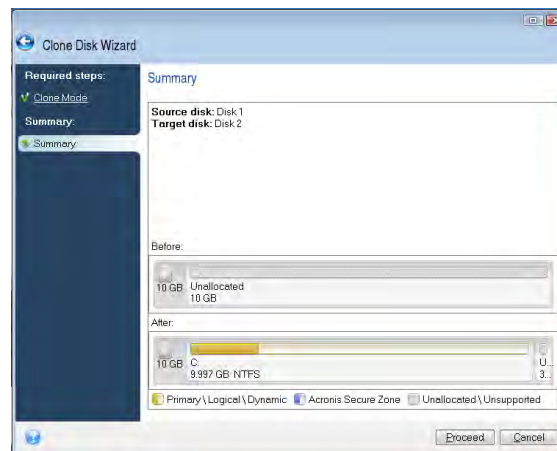 Clone Disk Wizard
Required steps:
Clone Mode
Summary:
Summary
Summary
Source disk: Disk 1
Target disk: Disk 2
Before:
10 GB
Unallocated
10 GB
After:
10 GB
C:
9.997 GB NTFS
U...
3...
Primary \ Logical \ Dynamic
Acronis Secure Zone
Unallocated \ Unsupported
Proceed
Cancel